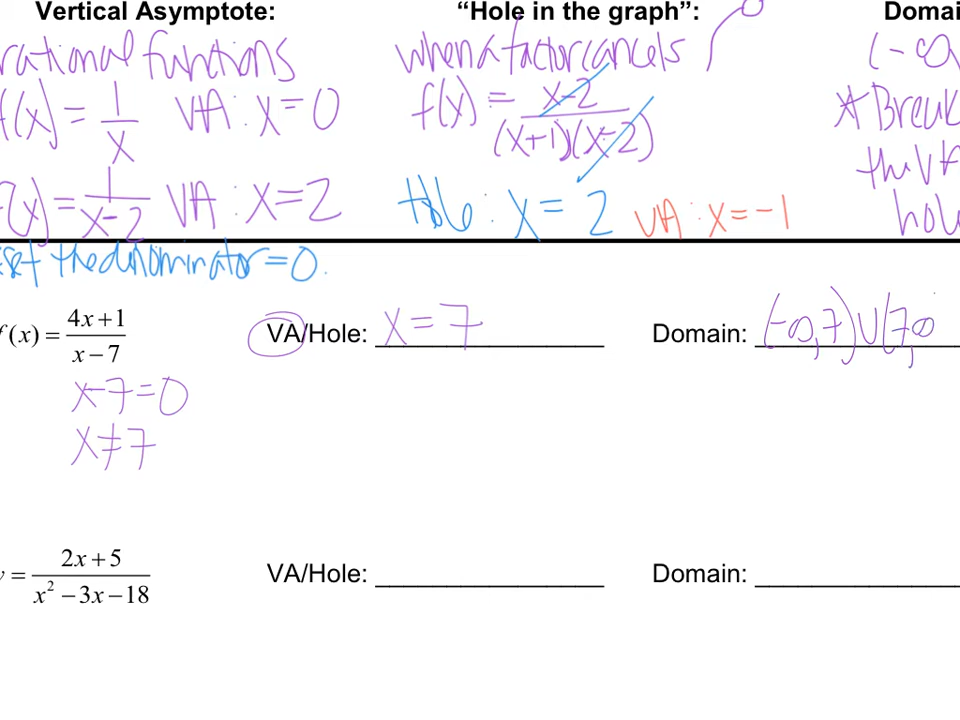 Vertical Asymptote: "Hole in the graph": Domai
rational functions when a factor cancels (-∞
f(x) = 1/x VA: x=0 f(x) = x-2/(x+1)(x-2) * Break
the VA
f(x) = 1/x-2 VA: x=2 Hole: x = 2 VA: x=-1 hol
set the denominator = 0.
f(x) = 4x+1/x-7 VA/Hole: x = 7 Domain: (-∞,7)∪(7,∞
x-7=0
x≠7
y = 2x+5/x²-3x-18 VA/Hole: Domain: